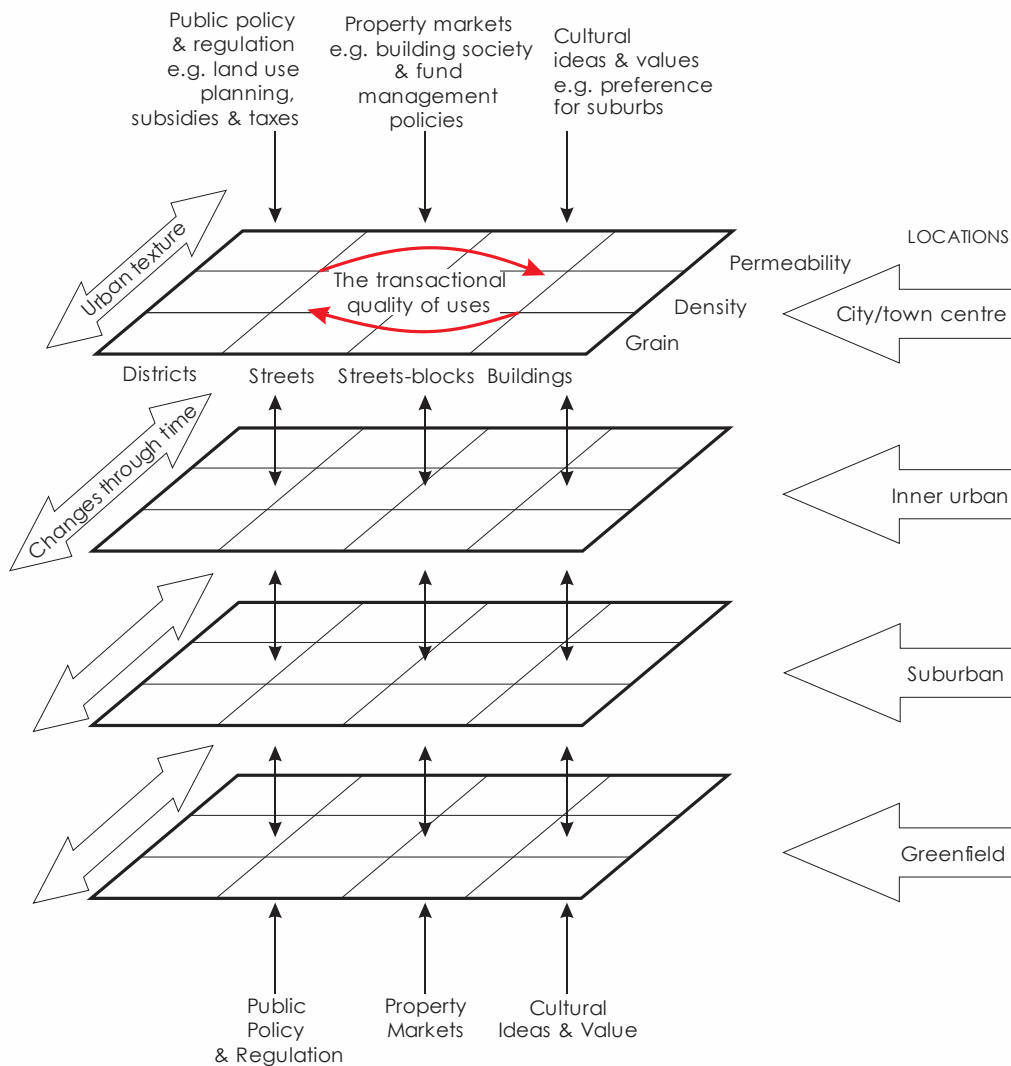 Public policy
& regulation
e.g. land use
planning,
subsidies & taxes
Property markets
e.g. building society
& fund
management
policies
Cultural
ideas & values
e.g. preference
for suburbs
Urban texture
The transactional
quality of uses
Permeability
Density
Grain
LOCATIONS
City/town centre
Districts
Streets
Streets-blocks
Buildings
Changes through time
Inner urban
Suburban
Greenfield
Public
Policy
& Regulation
Property
Markets
Cultural
Ideas & Value